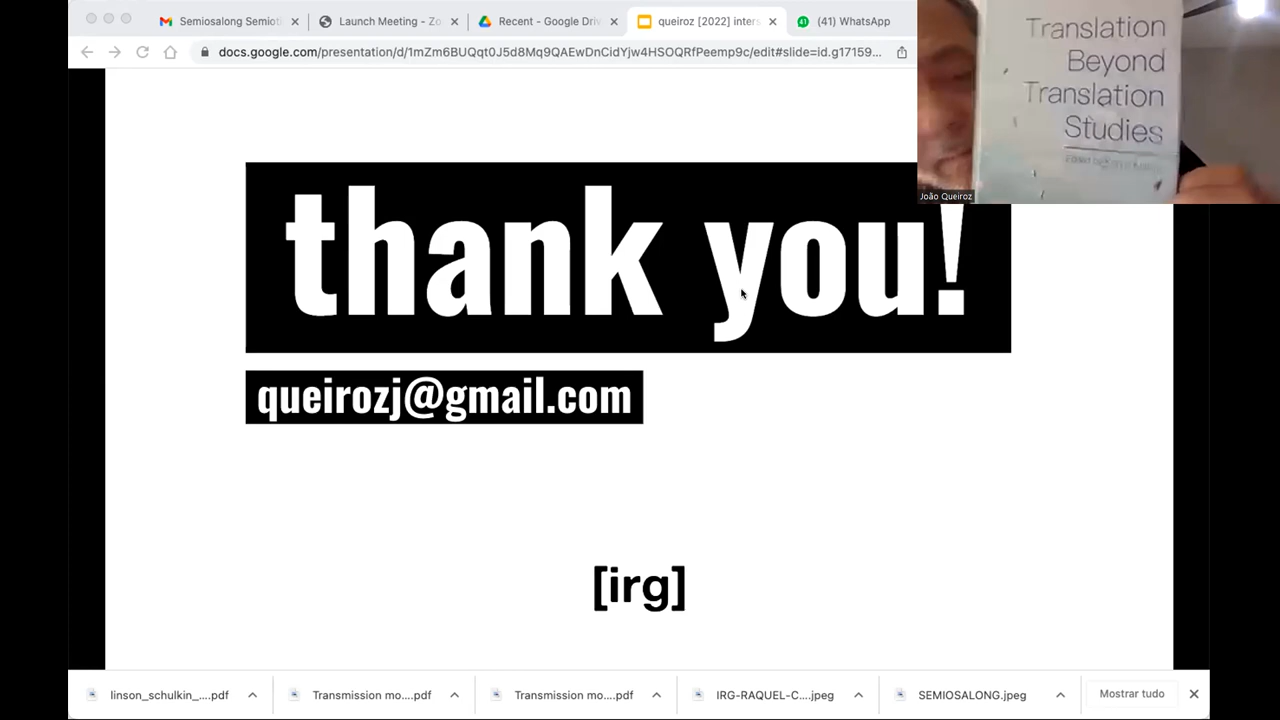 Semiosalong Semioti
Launch Meeting - Zo
Recent - Google Driv
queiroz [2022] inters
(41) WhatsApp
docs.google.com/presentation/d/1mZm6BUQqt0J5d8Mq9QAEwDnCidYjw4HSOQRfPeemp9c/edit#slide=id.g17159...
Translation
Beyond
Translation
Studies
João Queiroz
thank you!
queirozj@gmail.com
[irg]
linson_schulkin_....pdf
Transmission mo....pdf
Transmission mo....pdf
IRG-RAQUEL-C....jpeg
SEMIOSALONG.jpeg
Mostrar tudo